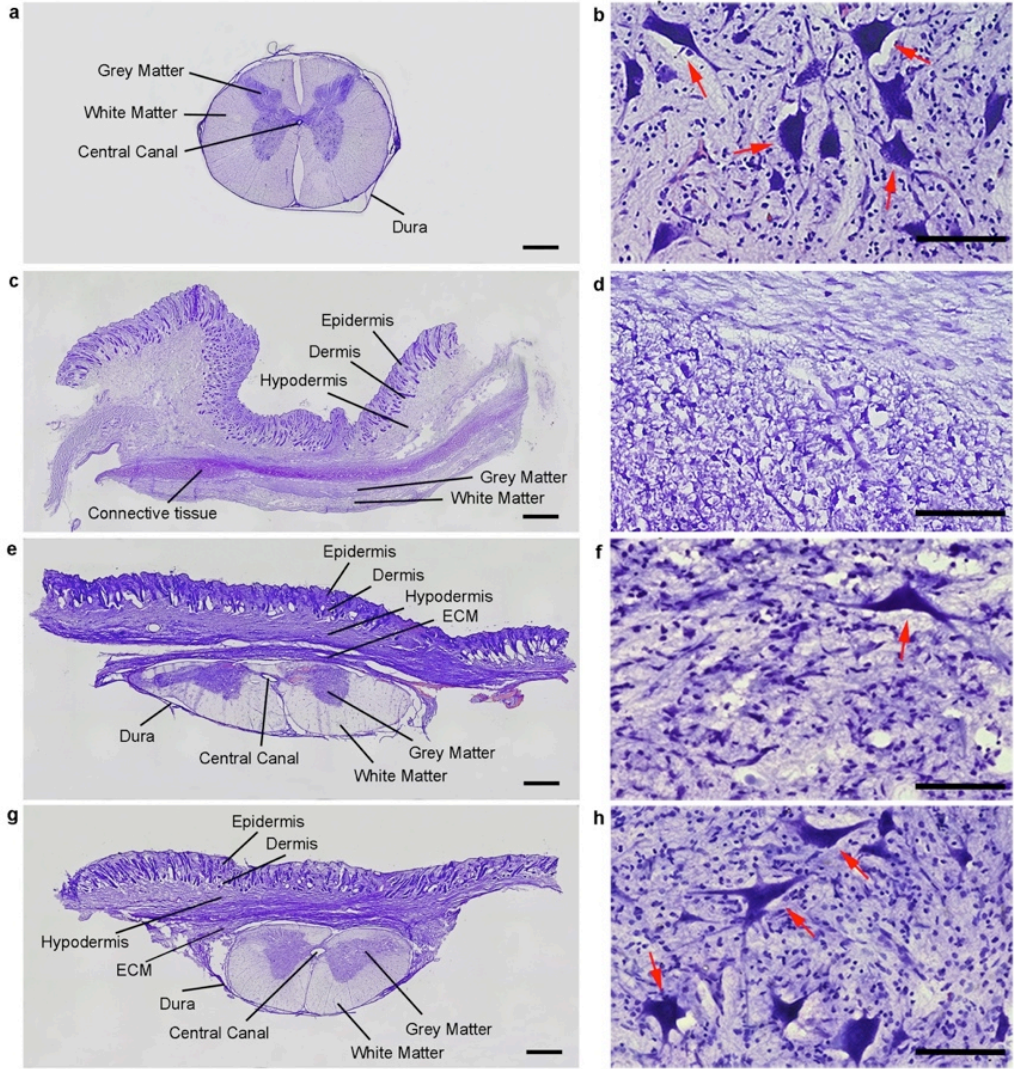 a
Grey Matter
White Matter
Central Canal
Dura
b
c
Epidermis
Dermis
Hypodermis
Grey Matter
White Matter
Connective tissue
d
e
Epidermis
Dermis
Hypodermis
ECM
Dura
Central Canal
Grey Matter
White Matter
f
g
Epidermis
Dermis
Hypodermis
ECM
Dura
Central Canal
Grey Matter
White Matter
h